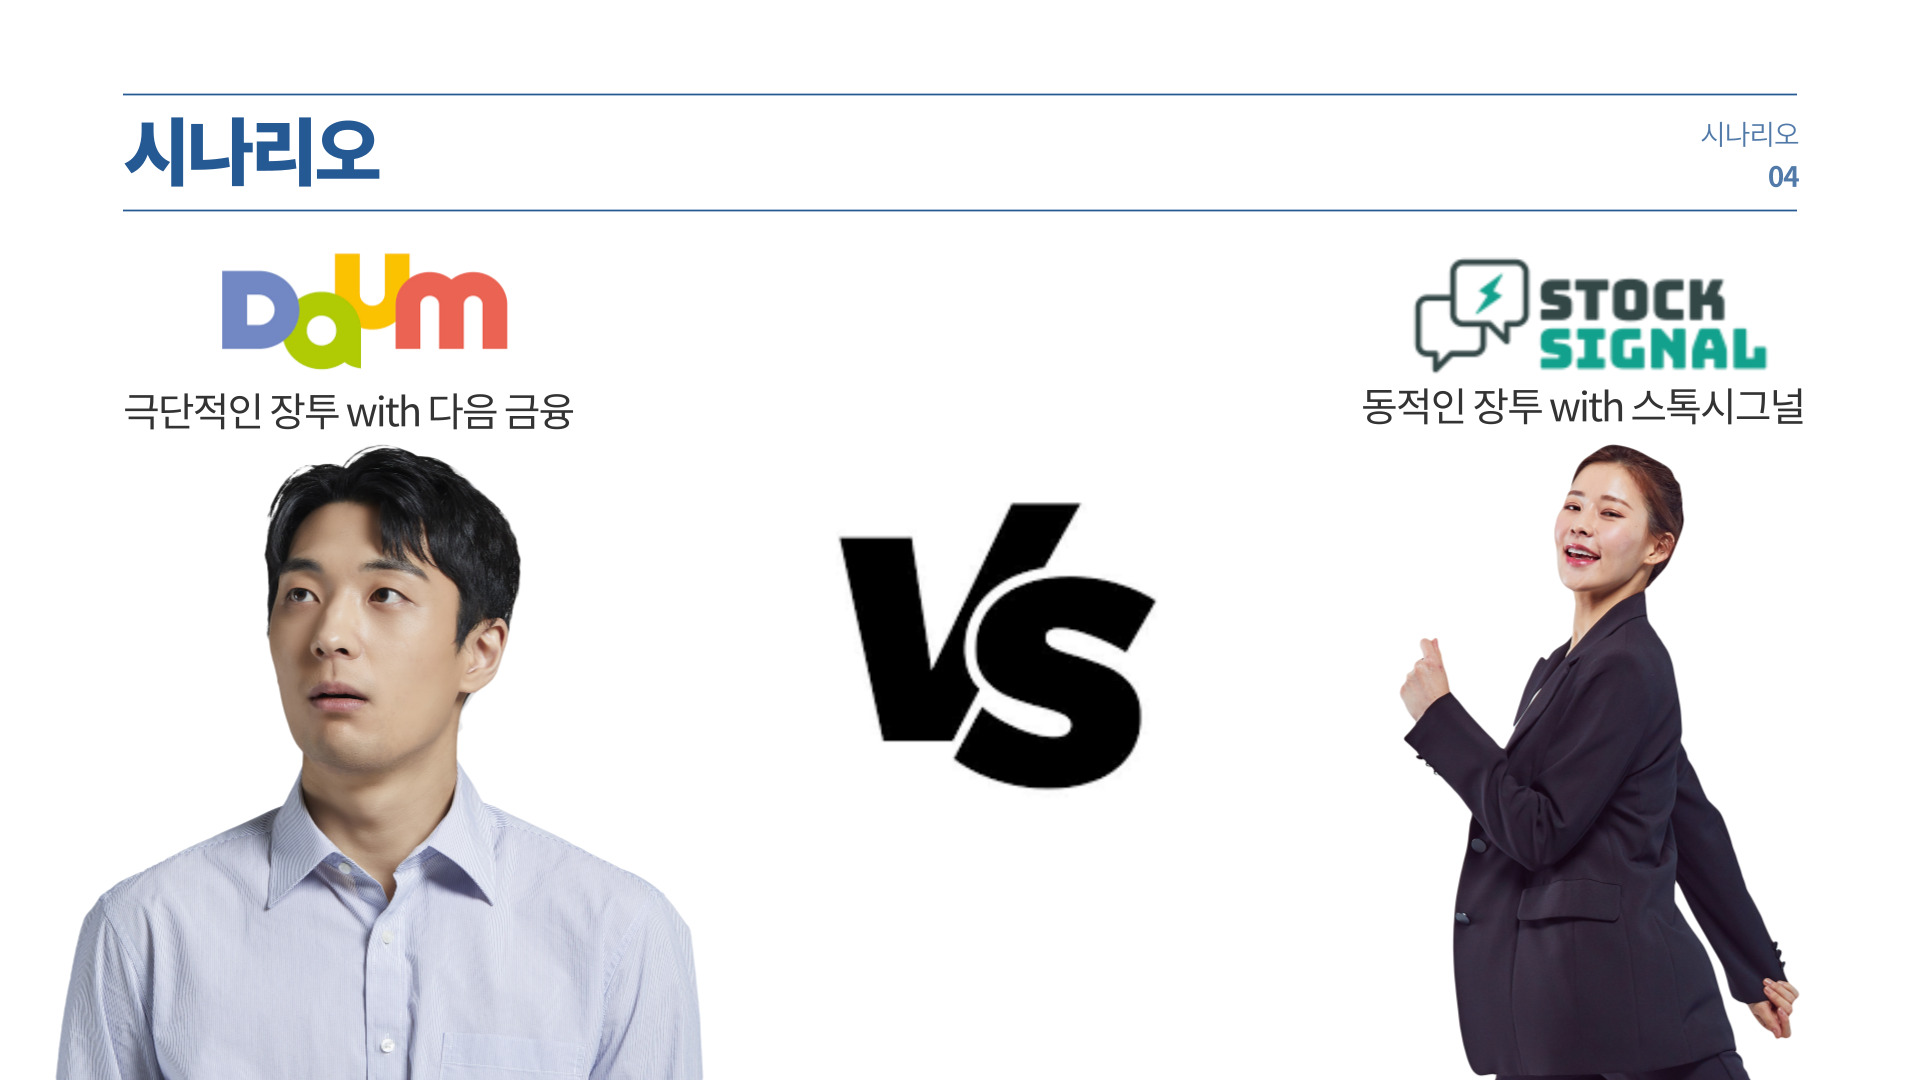 시나리오
시나리오
04
Daum
STOCK
SIGNAL
극단적인 장투 with 다음 금융
동적인 장투 with 스톡시그널
VS